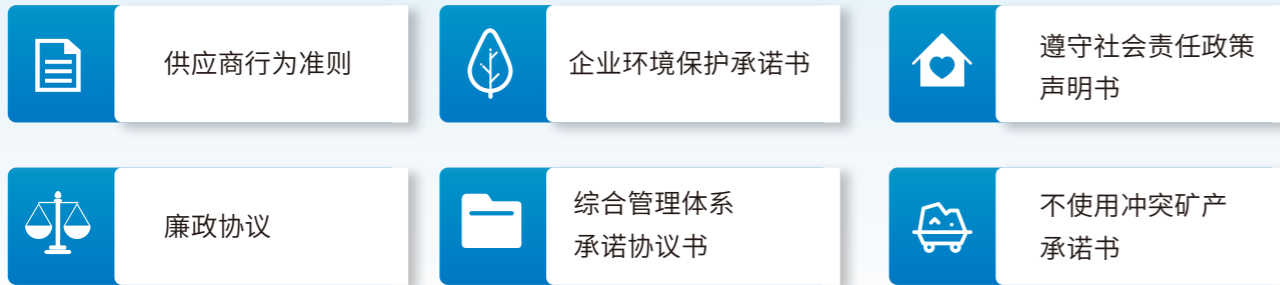 供应商行为准则
企业环境保护承诺书
遵守社会责任政策
声明书
廉政协议
综合管理体系
承诺协议书
不使用冲突矿产
承诺书